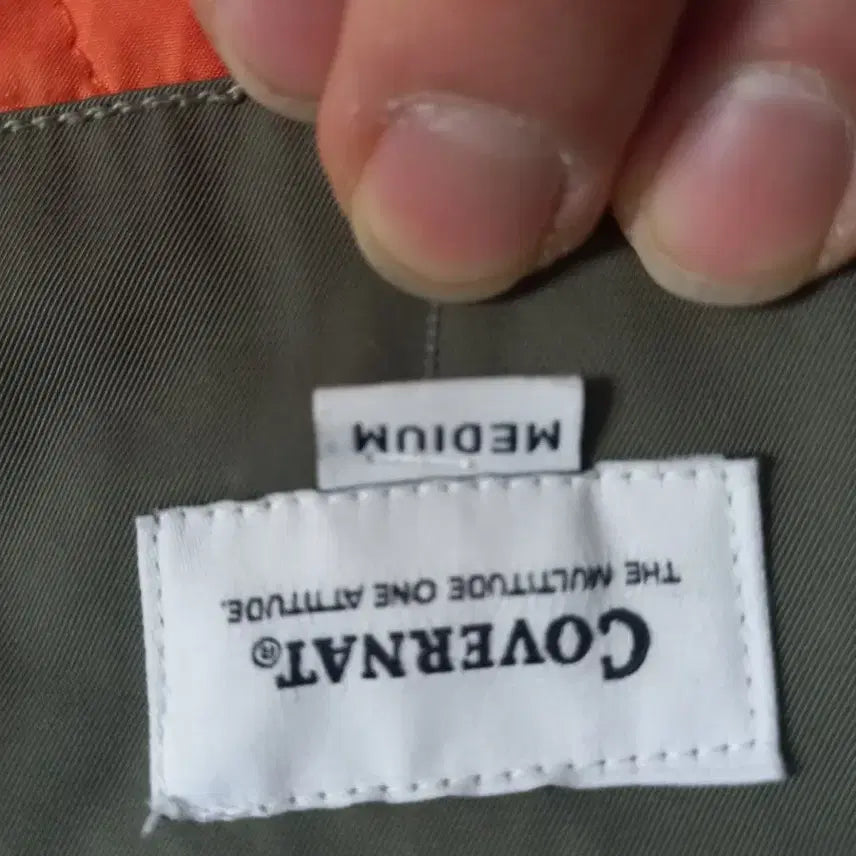 COVERNAT®
THE MULTITUDE ONE ATTITUDE.
MEDIUM